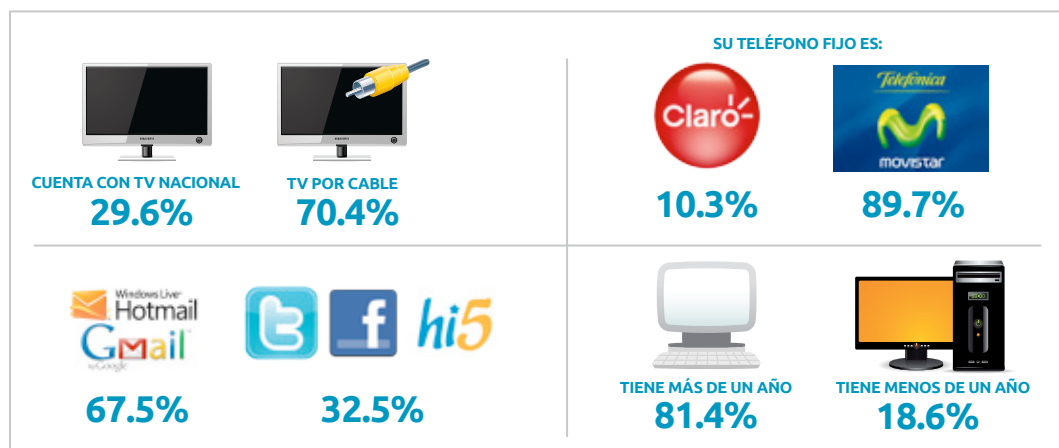 CUENTA CON TV NACIONAL
29.6%
TV POR CABLE
70.4%
SU TELÉFONO FIJO ES:
Claro
10.3%
Telefónica
movistar
89.7%
Windows Live™
Hotmail
Gmail™
by Google
67.5%
hi5
32.5%
TIENE MÁS DE UN AÑO
81.4%
TIENE MENOS DE UN AÑO
18.6%